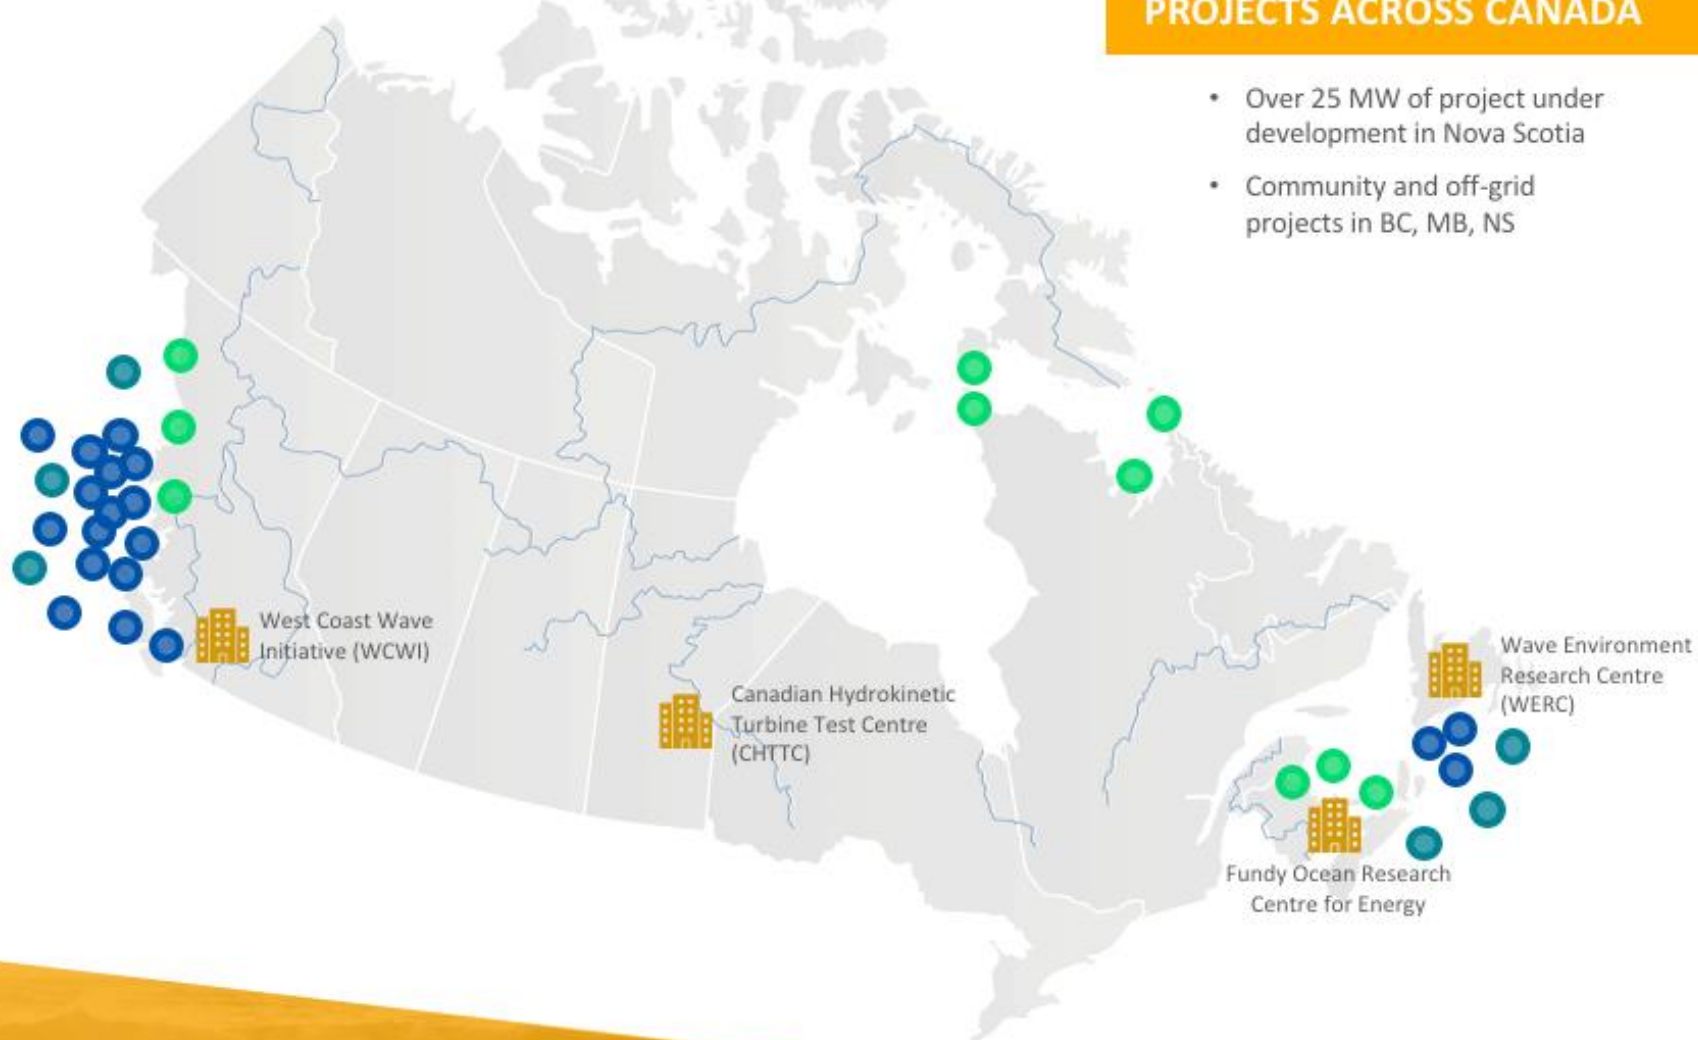 PROJECTS ACROSS CANADA
• Over 25 MW of project under
development in Nova Scotia
• Community and off-grid
projects in BC, MB, NS
West Coast Wave
Initiative (WCWI)
Canadian Hydrokinetic
Turbine Test Centre
(CHTTC)
Wave Environment
Research Centre
(WERC)
Fundy Ocean Research
Centre for Energy